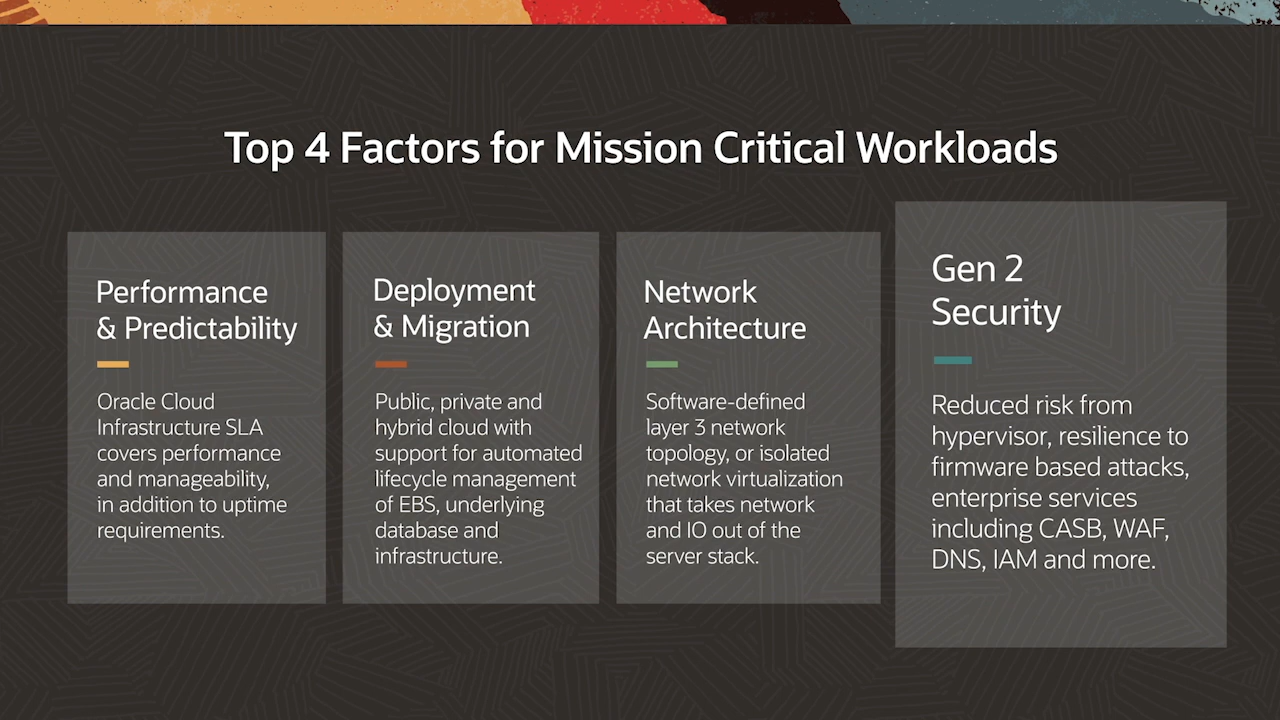 Top 4 Factors for Mission Critical Workloads
Performance
& Predictability
Oracle Cloud
Infrastructure SLA
covers performance
and manageability,
in addition to uptime
requirements.
Deployment
& Migration
Public, private and
hybrid cloud with
support for automated
lifecycle management
of EBS, underlying
database and
infrastructure.
Network
Architecture
Software-defined
layer 3 network
topology, or isolated
network virtualization
that takes network
and IO out of the
server stack.
Gen 2
Security
Reduced risk from
hypervisor, resilience to
firmware based attacks,
enterprise services
including CASB, WAF,
DNS, IAM and more.